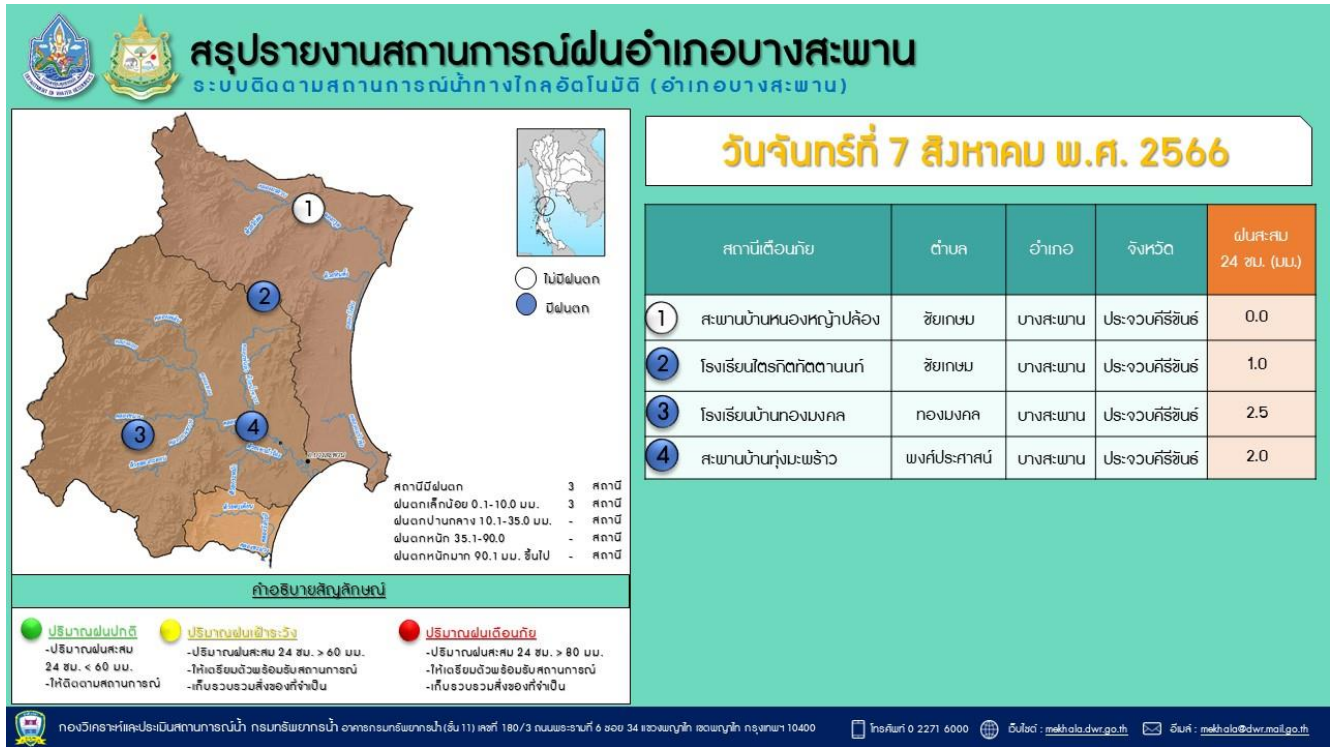 สรุปรายงานสถานการณ์ฝนอำเภอบางสะพาน
ระบบติดตามสถานการณ์น้ำทางไกลอัตโนมัติ (อำเภอบางสะพาน)
1
2
3
4
ไม่มีฝนตก
มีฝนตก
สถานีมีฝนตก 3 สถานี
ฝนตกเล็กน้อย 0.1-10.0 มม. 3 สถานี
ฝนตกปานกลาง 10.1-35.0 มม. - สถานี
ฝนตกหนัก 35.1-90.0 - สถานี
ฝนตกหนักมาก 90.1 มม. ขึ้นไป - สถานี
คำอธิบายสัญลักษณ์
ปริมาณฝนปกติ
-ปริมาณฝนสะสม
24 ชม. < 60 มม.
-ให้ติดตามสถานการณ์
ปริมาณฝนเฝ้าระวัง
-ปริมาณฝนสะสม 24 ชม. > 60 มม.
-ให้เตรียมตัวพร้อมรับสถานการณ์
-เก็บรวบรวมสิ่งของที่จำเป็น
ปริมาณฝนเตือนภัย
-ปริมาณฝนสะสม 24 ชม. > 80 มม.
-ให้เตรียมตัวพร้อมรับสถานการณ์
-เก็บรวบรวมสิ่งของที่จำเป็น
วันจันทร์ที่ 7 สิงหาคม พ.ศ. 2566
สถานีเตือนภัย ตำบล อำเภอ จังหวัด ฝนสะสม
24 ชม. (มม.)
1 สะพานบ้านหนองหญ้าปล้อง ชัยเกษม บางสะพาน ประจวบคีรีขันธ์ 0.0
2 โรงเรียนไตรกิตทัตตานนท์ ชัยเกษม บางสะพาน ประจวบคีรีขันธ์ 1.0
3 โรงเรียนบ้านทองมงคล ทองมงคล บางสะพาน ประจวบคีรีขันธ์ 2.5
4 สะพานบ้านทุ่งมะพร้าว พงศ์ประศาสน์ บางสะพาน ประจวบคีรีขันธ์ 2.0
กองวิเคราะห์และประเมินสถานการณ์น้ำ กรมทรัพยากรน้ำ อาคารกรมทรัพยากรน้ำ (ชั้น 11) เลขที่ 180/3 ถนนพระรามที่ 6 ซอย 34 แขวงพญาไท เขตพญาไท กรุงเทพฯ 10400 โทรศัพท์ 0 2271 6000 เว็บไซต์ : mekhala.dwr.go.th อีเมล์ : mekhala@dwr.mail.go.th